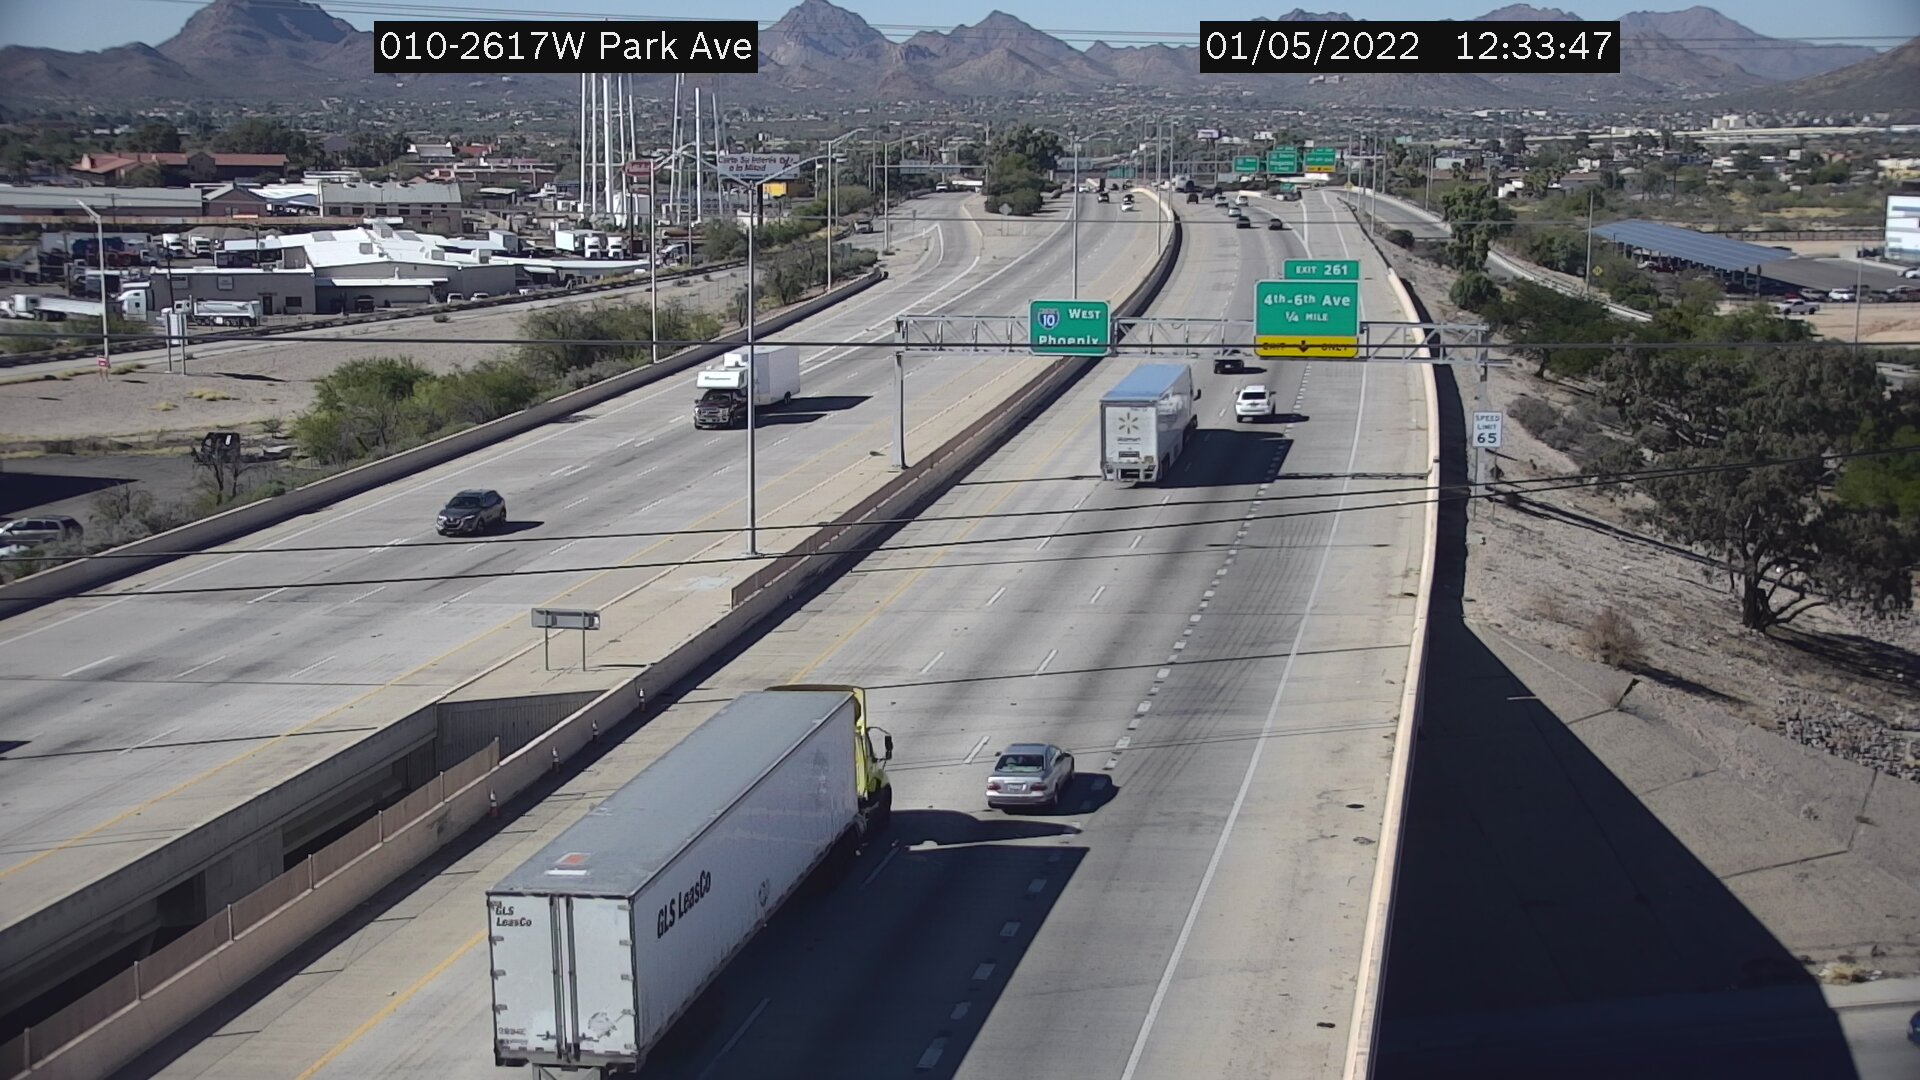 010-2617W Park Ave
01/05/2022 12:33:47
EXIT 261
4th-6th Ave
1/4 MILE
EXIT ONLY
10
WEST
Phoenix
SPEED
LIMIT
65
Walmart
GLS LeasCo
GLS
LeasCo